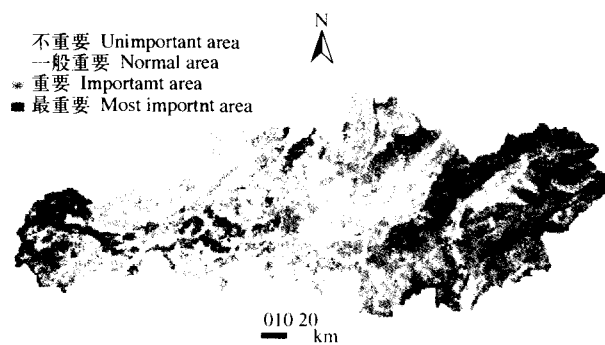 N
不重要 Unimportant area
一般重要 Normal area
重要 Importamt area
最重要 Most importnt area
010 20
km